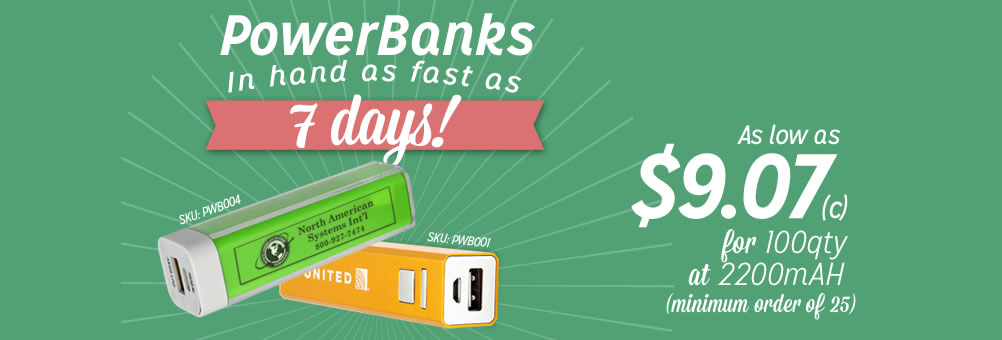 PowerBanks
In hand as fast as
7 days!
SKU: PWB004
North American
Systems Int'l
800-927-7474
SKU: PWB001
UNITED
As low as
$9.07(c)
for 100qty
at 2200mAH
(minimum order of 25)